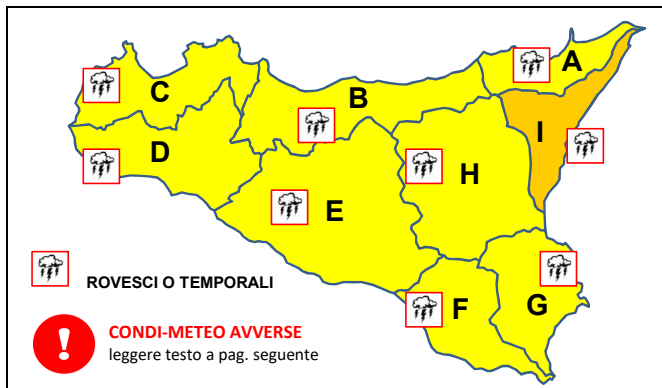 A
C
B
I
D
H
E
F
G
ROVESCI O TEMPORALI
!
CONDI-METEO AVVERSE
leggere testo a pag. seguente